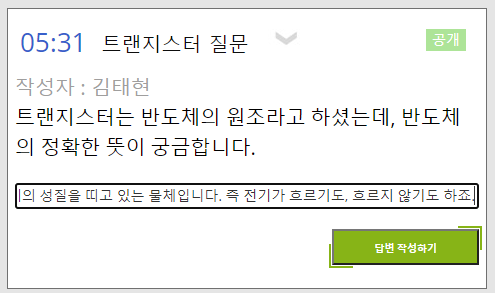 05:31 트랜지스터 질문 공개
작성자 : 김태현
트랜지스터는 반도체의 원조라고 하셨는데, 반도체
의 정확한 뜻이 궁금합니다.
의 성질을 띠고 있는 물체입니다. 즉 전기가 흐르기도, 흐르지 않기도 하죠.
답변 작성하기